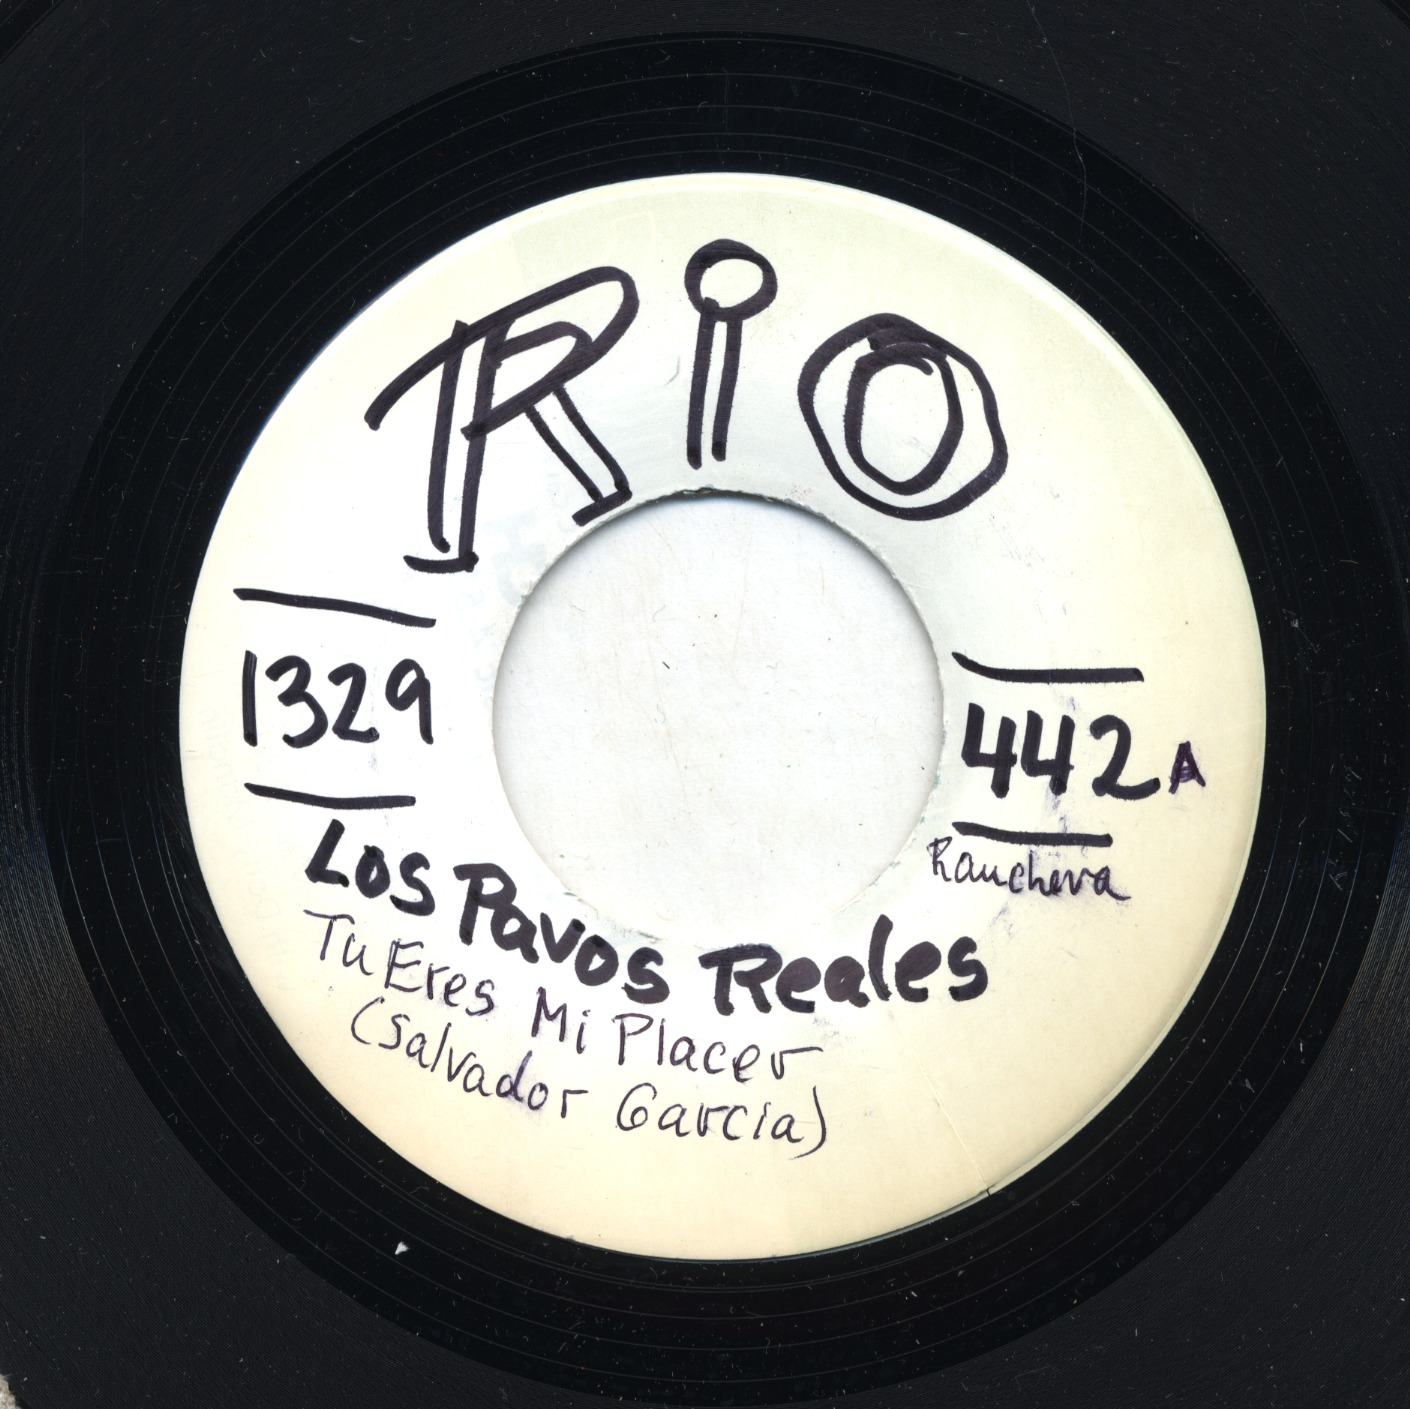 RiO
1329
442A
Ranchera
Los Pavos Reales
Tu Eres Mi Placer
(Salvador Garcia)